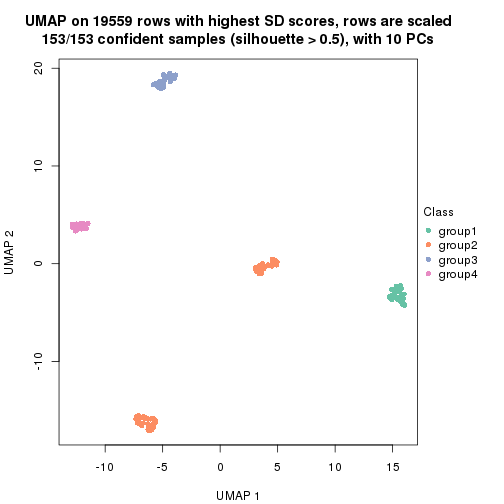 UMAP on 19559 rows with highest SD scores, rows are scaled
153/153 confident samples (silhouette > 0.5), with 10 PCs
20
10
0
-10
UMAP 2
-10
-5
0
5
10
15
UMAP 1
Class
group1
group2
group3
group4